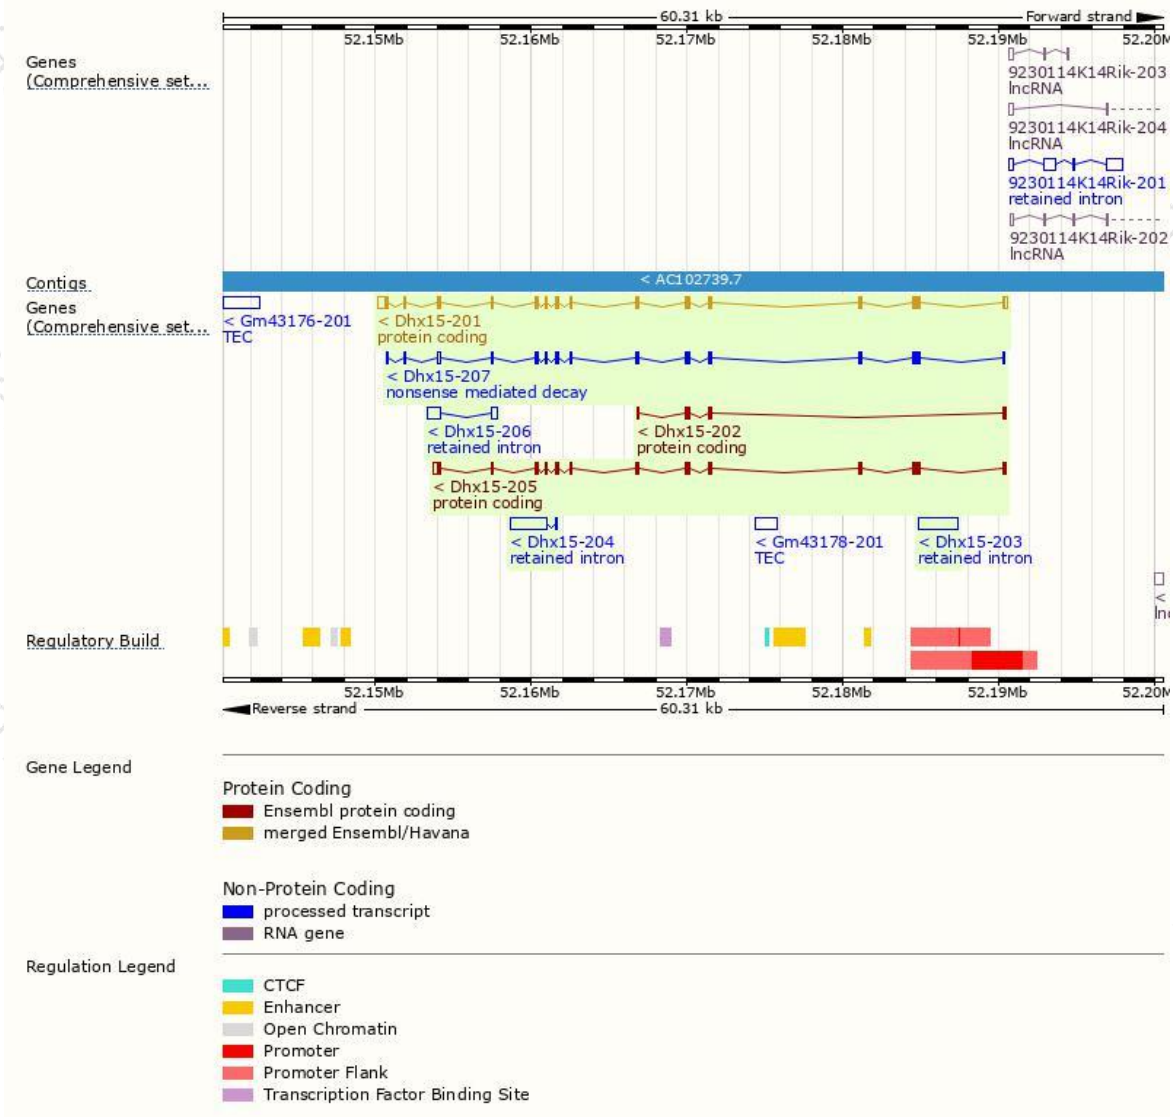 60.31 kb
Forward strand
52.15Mb 52.16Mb 52.17Mb 52.18Mb 52.19Mb 52.20M
Genes
(Comprehensive set...
9230114K14Rik-203
lncRNA
9230114K14Rik-204
lncRNA
9230114K14Rik-201
retained intron
9230114K14Rik-202
lncRNA
Contigs
< AC102739.7
Genes
(Comprehensive set...
< Gm43176-201
TEC
< Dhx15-201
protein coding
< Dhx15-207
nonsense mediated decay
< Dhx15-206
retained intron
< Dhx15-202
protein coding
< Dhx15-205
protein coding
< Dhx15-204
retained intron
< Gm43178-201
TEC
< Dhx15-203
retained intron
<
lnc
Regulatory Build
52.15Mb 52.16Mb 52.17Mb 52.18Mb 52.19Mb 52.20M
Reverse strand
60.31 kb
Gene Legend
Protein Coding
Ensembl protein coding
merged Ensembl/Havana
Non-Protein Coding
processed transcript
RNA gene
Regulation Legend
CTCF
Enhancer
Open Chromatin
Promoter
Promoter Flank
Transcription Factor Binding Site